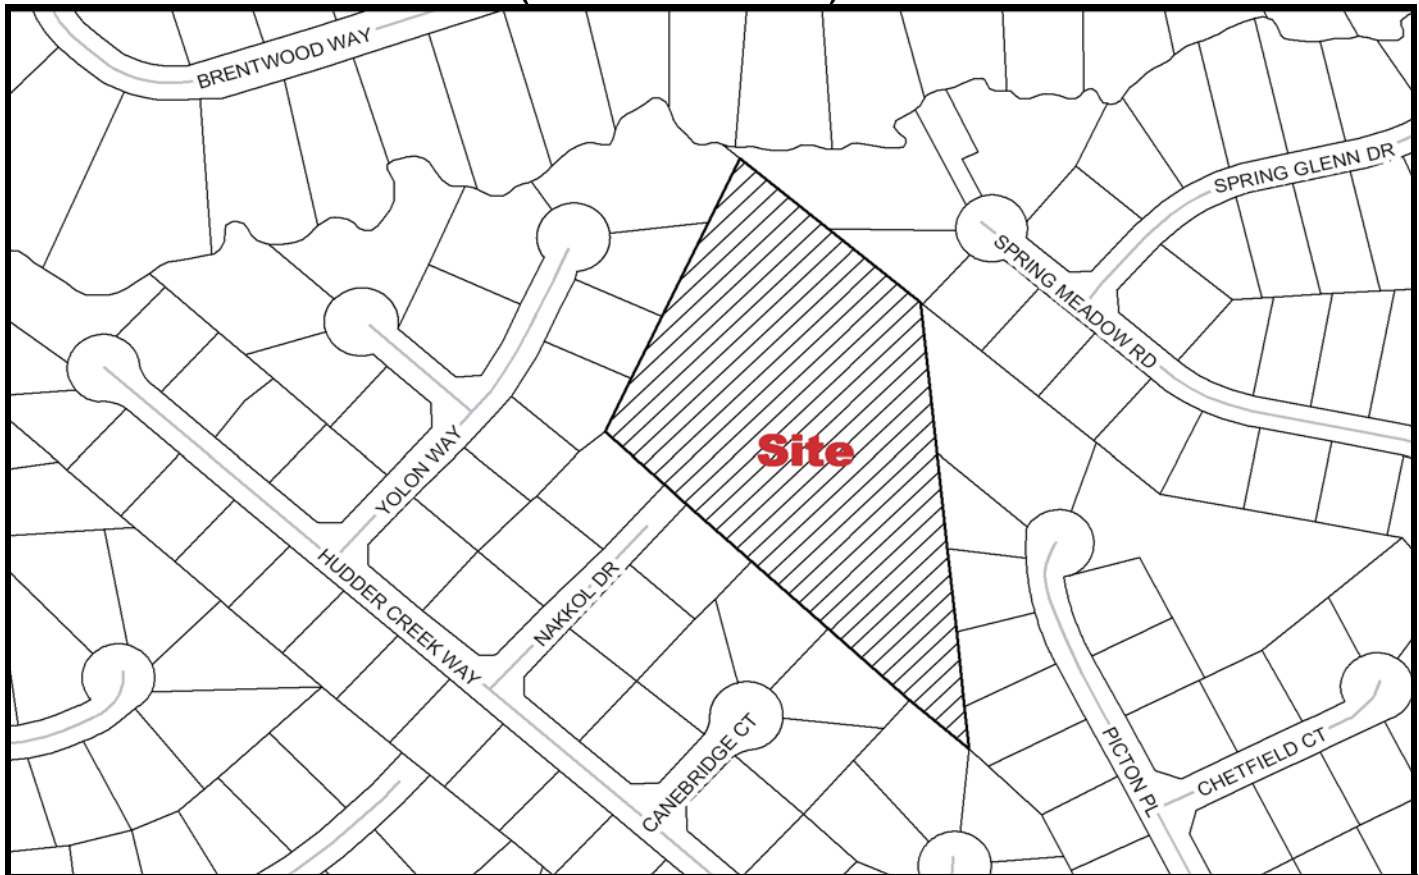 BRENTWOOD WAY
SPRING GLENN DR
SPRING MEADOW RD
Site
YOLON WAY
HUDDER CREEK WAY
NAKKOL DR
CANEBRIDGE CT
PICTON PL
CHETFIELD CT